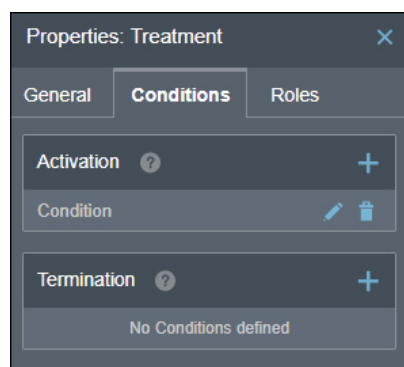 Properties: Treatment
General Conditions Roles
Activation ?
Condition
Termination ?
No Conditions defined